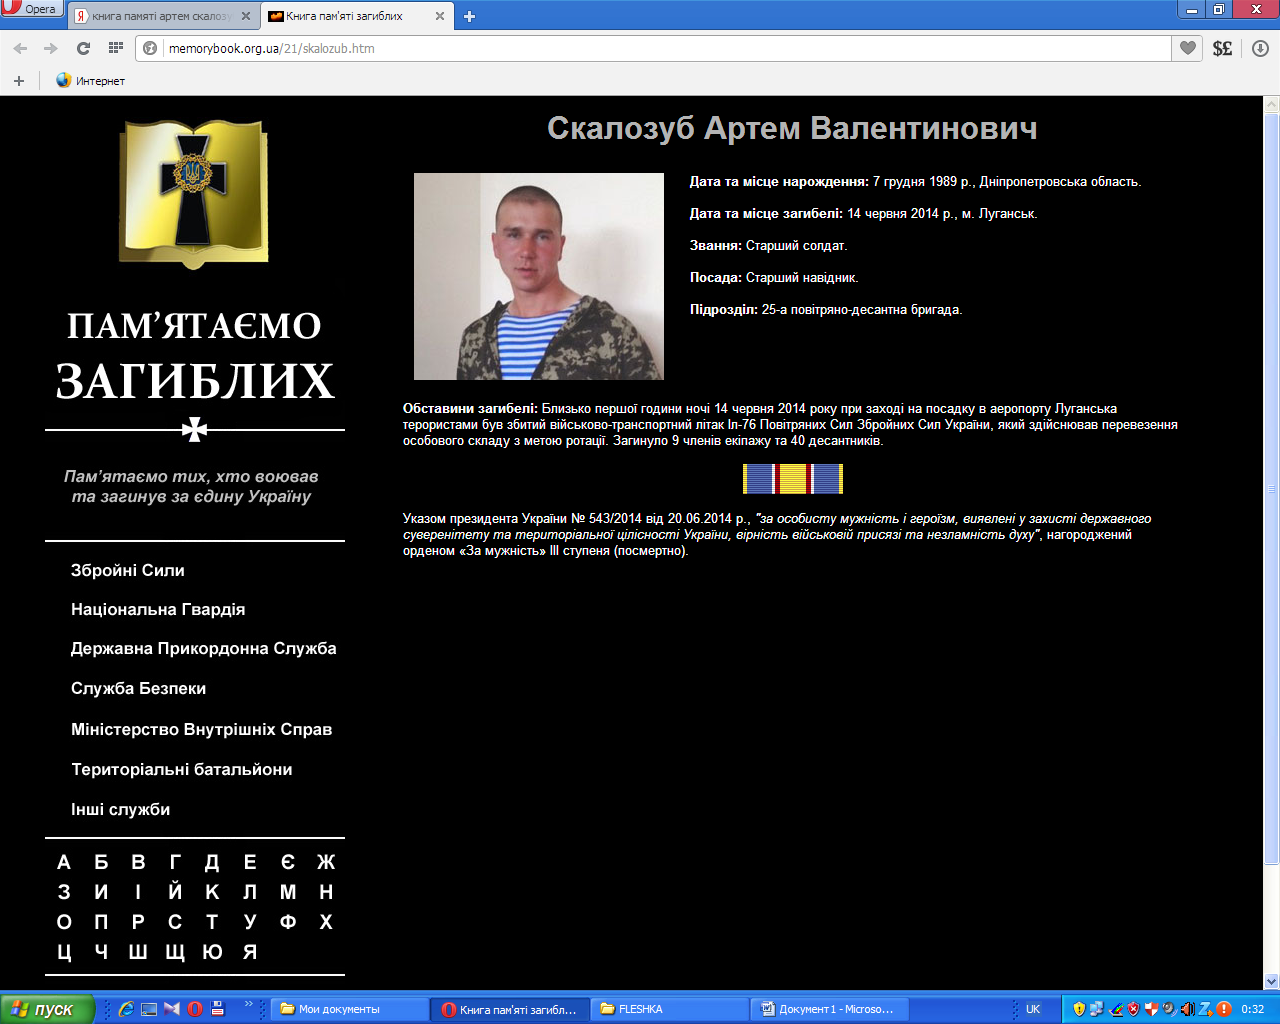 Opera
книга памяті артем скалозу
Книга пам'яті загиблих
memorybook.org.ua/21/skalozub.htm
$£
Интернет
ПАМ’ЯТАЄМО
ЗАГИБЛИХ
Пам’ятаємо тих, хто воював
та загинув за єдину Україну
Збройні Сили
Національна Гвардія
Державна Прикордонна Служба
Служба Безпеки
Міністерство Внутрішніх Справ
Територіальні батальйони
Інші служби
А Б В Г Д Е Є Ж
З И І Й К Л М Н
О П Р С Т У Ф Х
Ц Ч Ш Щ Ю Я
Скалозуб Артем Валентинович
Дата та місце народження: 7 грудня 1989 р., Дніпропетровська область.
Дата та місце загибелі: 14 червня 2014 р., м. Луганськ.
Звання: Старший солдат.
Посада: Старший навідник.
Підрозділ: 25-а повітряно-десантна бригада.
Обставини загибелі: Близько першої години ночі 14 червня 2014 року при заході на посадку в аеропорту Луганська
терористами був збитий військово-транспортний літак Іл-76 Повітряних Сил Збройних Сил України, який здійснював перевезення
особового складу з метою ротації. Загинуло 9 членів екіпажу та 40 десантників.
Указом президента України № 543/2014 від 20.06.2014 р., "за особисту мужність і героїзм, виявлені у захисті державного
суверенітету та територіальної цілісності України, вірність військовій присязі та незламність духу", нагороджений
орденом «За мужність» III ступеня (посмертно).
пуск
Мои документы
Книга пам'яті загибл...
FLESHKA
Документ1 - Microso...
UK
0:32